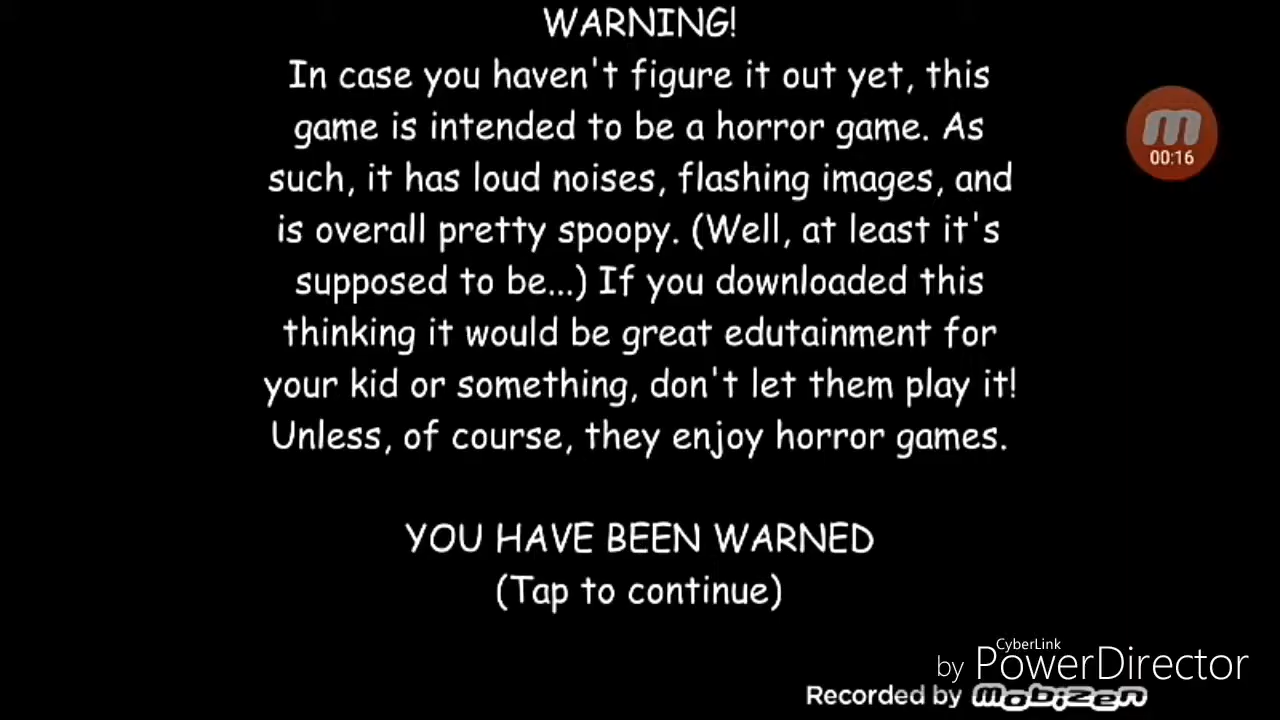 WARNING!
In case you haven't figure it out yet, this
game is intended to be a horror game. As
such, it has loud noises, flashing images, and
is overall pretty spoopy. (Well, at least it's
supposed to be...) If you downloaded this
thinking it would be great edutainment for
your kid or something, don't let them play it!
Unless, of course, they enjoy horror games.
YOU HAVE BEEN WARNED
(Tap to continue)
m
00:16
CyberLink
by PowerDirector
Recorded by mobizen